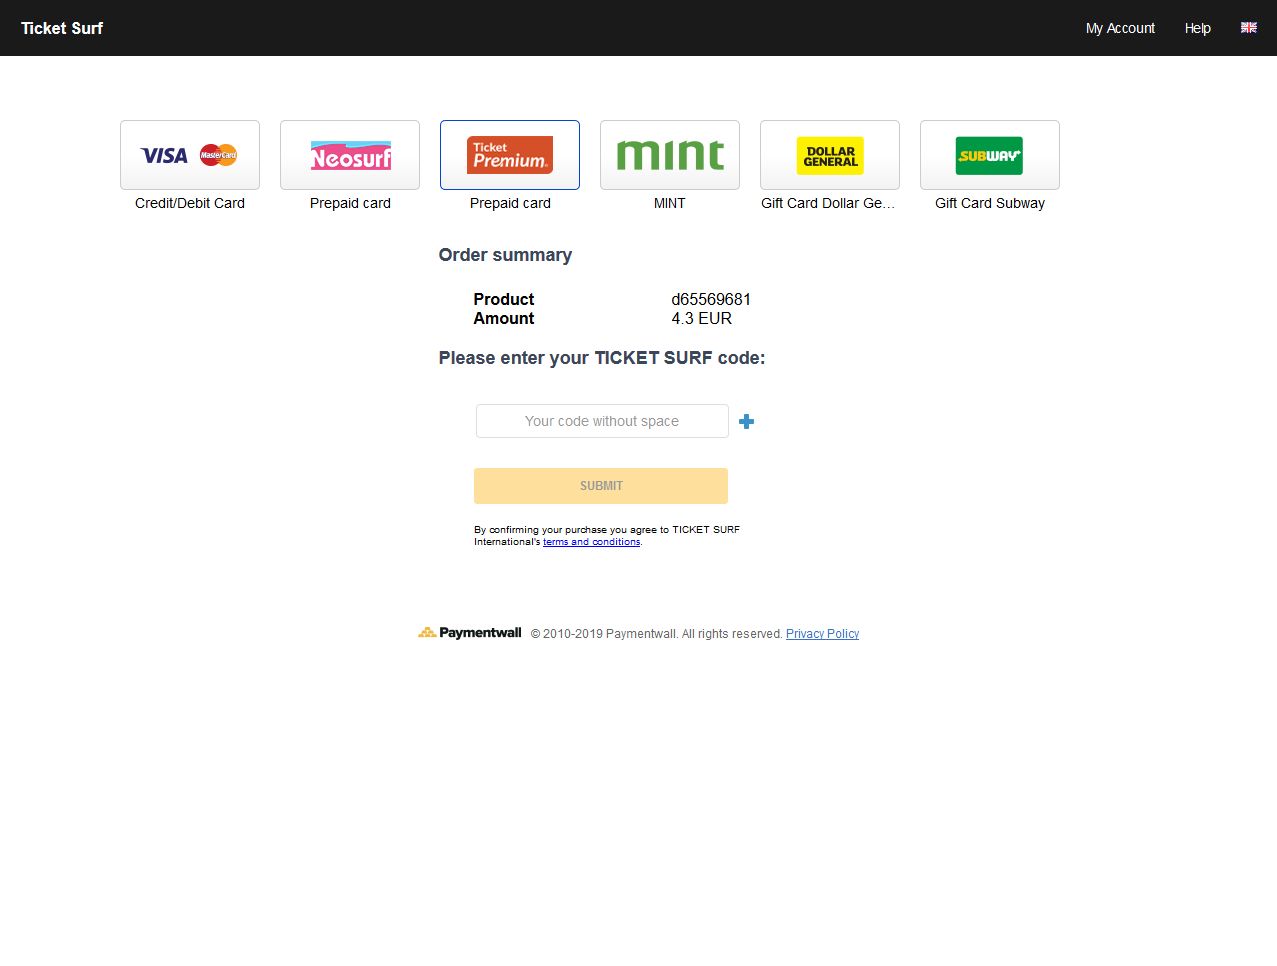 Ticket Surf
My Account
Help
VISA
MasterCard
Neosurf
Ticket
Premium
mint
DOLLAR
GENERAL
SUBWAY
Credit/Debit Card
Prepaid card
Prepaid card
MINT
Gift Card Dollar Ge...
Gift Card Subway
Order summary
Product d65569681
Amount 4.3 EUR
Please enter your TICKET SURF code:
Your code without space
SUBMIT
By confirming your purchase you agree to TICKET SURF
International's terms and conditions.
Paymentwall © 2010-2019 Paymentwall. All rights reserved. Privacy Policy